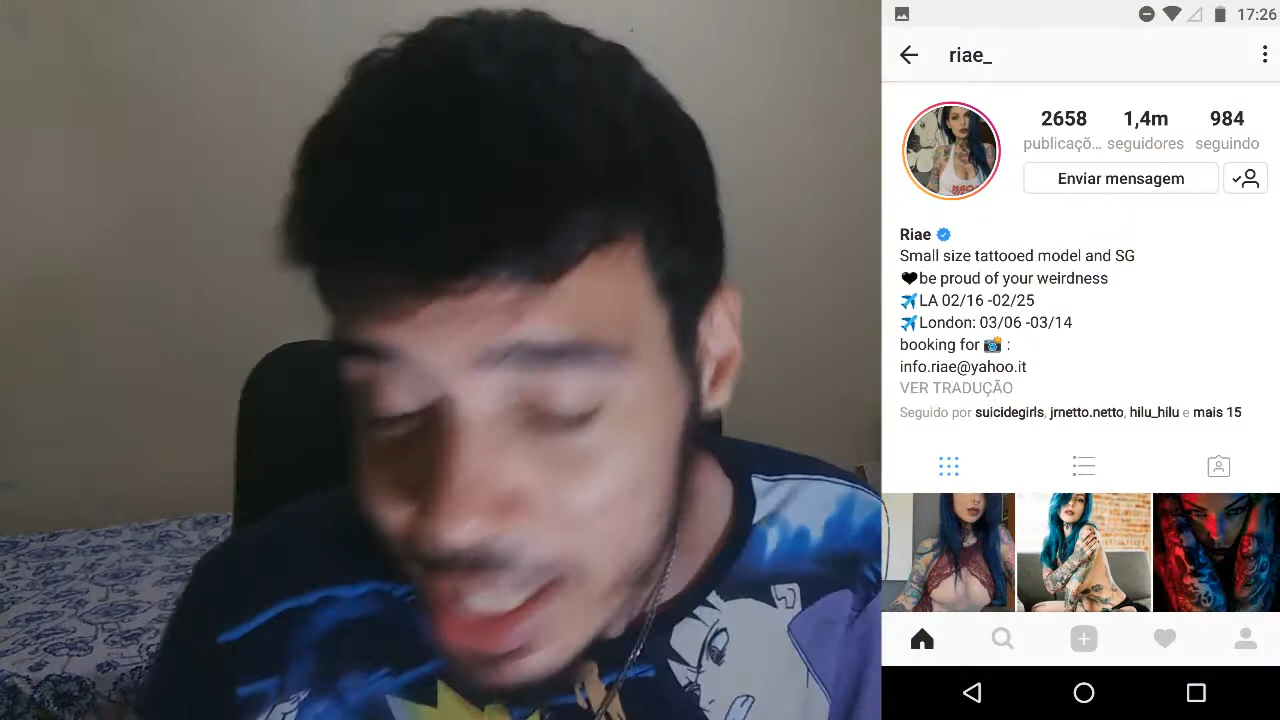 17:26
riae_
2658 1,4m 984
publicaçõ... seguidores seguindo
Enviar mensagem
Riae
Small size tattooed model and SG
🖤be proud of your weirdness
✈️LA 02/16 -02/25
✈️London: 03/06 -03/14
booking for 📸 :
info.riae@yahoo.it
VER TRADUÇÃO
Seguido por suicidegirls, jrnetto.netto, hilu_hilu e mais 15